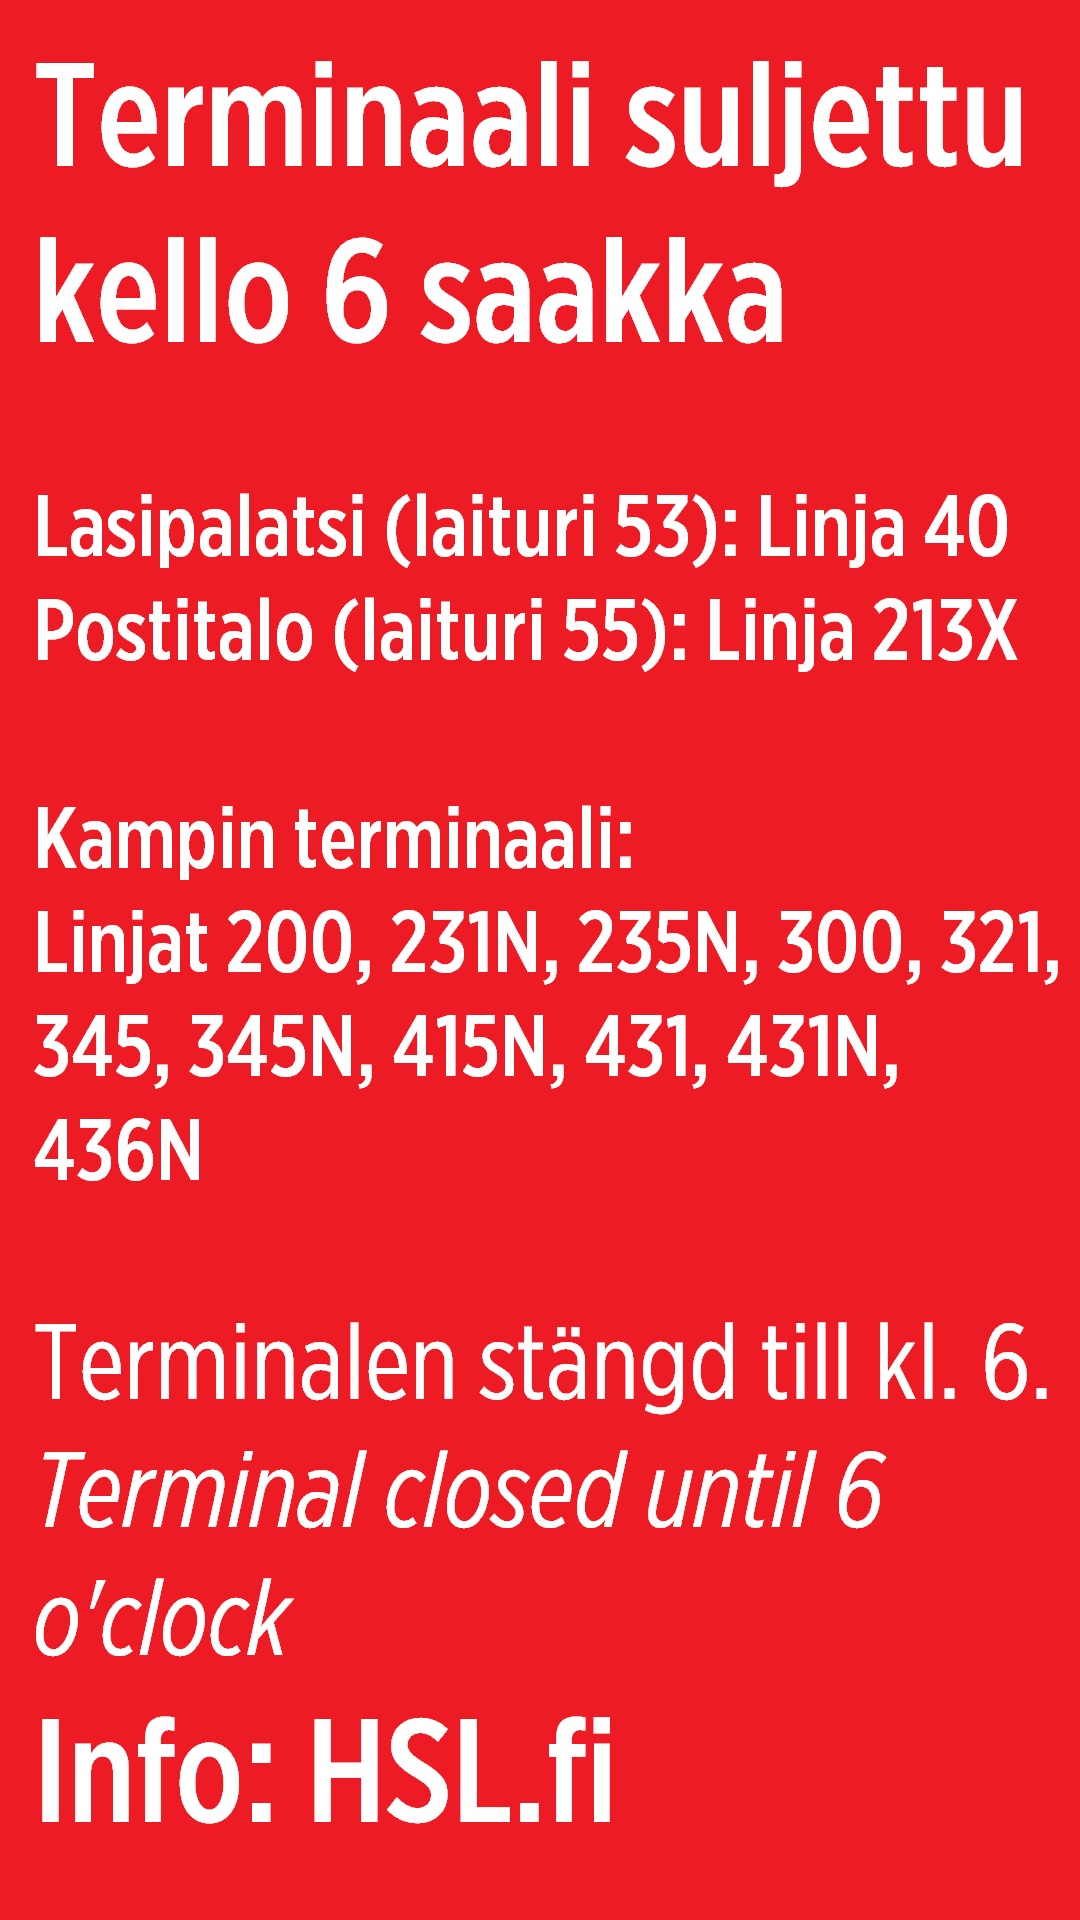 Terminaali suljettu
kello 6 saakka
Lasipalatsi (laituri 53): Linja 40
Postitalo (laituri 55): Linja 213X
Kampin terminaali:
Linjat 200, 231N, 235N, 300, 321,
345, 345N, 415N, 431, 431N,
436N
Terminalen stängd till kl. 6.
Terminal closed until 6
o'clock
Info: HSL.fi